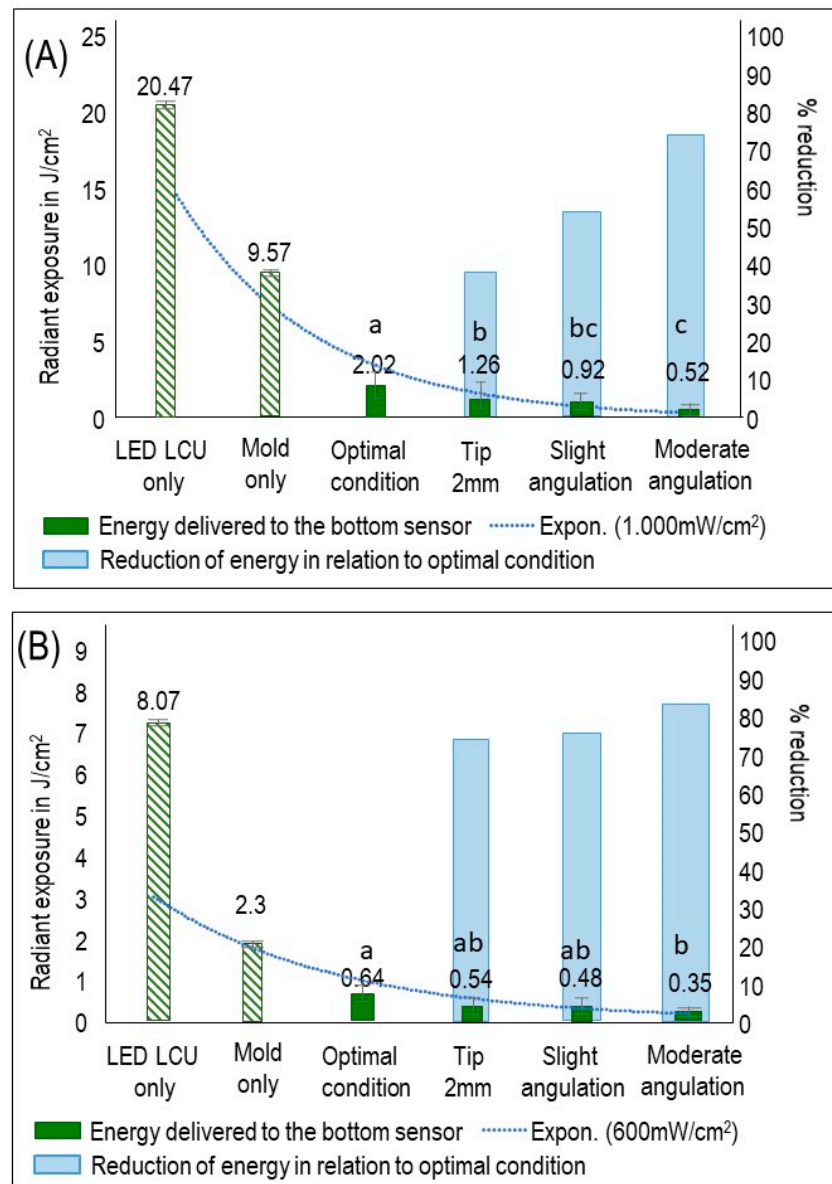 (A)
Radiant exposure in J/cm²
25
20
15
10
5
0
20.47
9.57
a
2.02
b
1.26
bc
0.92
c
0.52
100
90
80
70
60
50
40
30
20
10
0
% reduction
LED LCU only
Mold only
Optimal condition
Tip 2mm
Slight angulation
Moderate angulation
Energy delivered to the bottom sensor
Expon. (1.000mW/cm²)
Reduction of energy in relation to optimal condition
(B)
Radiant exposure in J/cm²
9
8
7
6
5
4
3
2
1
0
8.07
2.3
a
0.64
ab
0.54
ab
0.48
b
0.35
100
90
80
70
60
50
40
30
20
10
0
% reduction
LED LCU only
Mold only
Optimal condition
Tip 2mm
Slight angulation
Moderate angulation
Energy delivered to the bottom sensor
Expon. (600mW/cm²)
Reduction of energy in relation to optimal condition